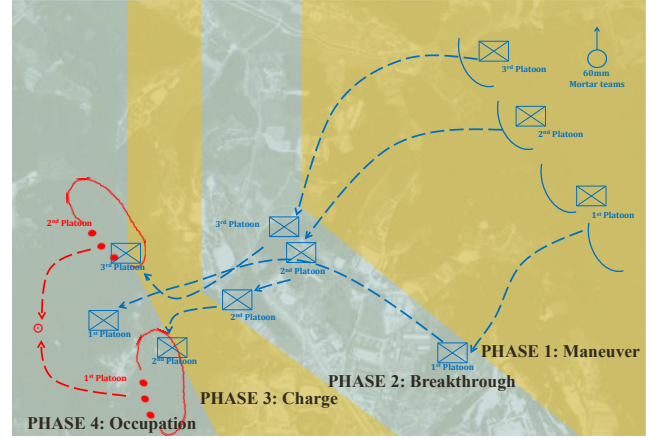 3rd Platoon
60mm
Mortar teams
2nd Platoon
1st Platoon
2nd Platoon
3rd Platoon
3rd Platoon
2nd Platoon
2nd Platoon
1st Platoon
2nd Platoon
1st Platoon
1st Platoon
PHASE 1: Maneuver
PHASE 2: Breakthrough
PHASE 3: Charge
PHASE 4: Occupation